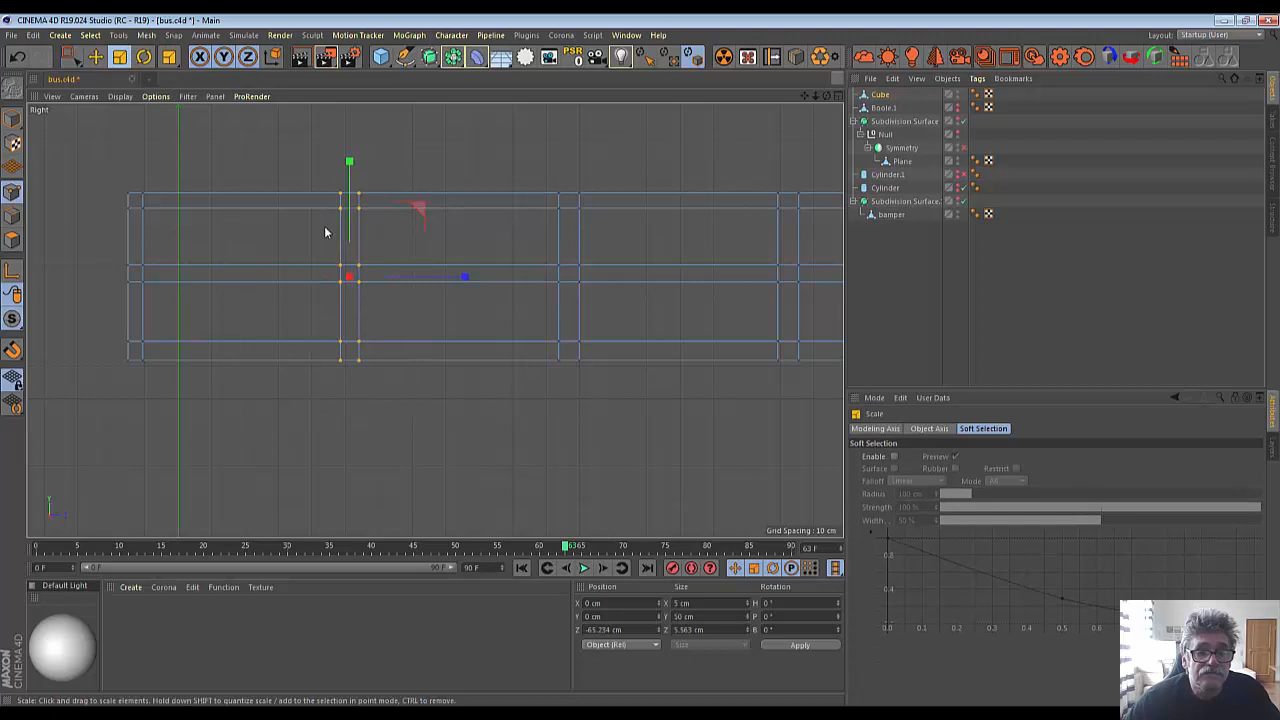 CINEMA 4D R19.024 Studio (RC - R19) - [bus.c4d *] - Main
File Edit Create Select Tools Mesh Snap Animate Simulate Render Sculpt Motion Tracker MoGraph Character Pipeline Plugins Corona Script Window Help
Layout: Startup (User)
X Y Z PSR 0
bus.c4d *
View Cameras Display Options Filter Panel ProRender
Right
Y
Grid Spacing : 10 cm
0 5 10 15 20 25 30 35 40 45 50 55 60 6365 70 75 80 85 90 63 F
0 F 0 F 90 F 90 F
Default Light
Create Corona Edit Function Texture
Position Size Rotation
X 0 cm X 5 cm H 0 °
Y 0 cm Y 50 cm P 0 °
Z -65.234 cm Z 5.563 cm B 0 °
Object (Rel) Size Apply
MAXON CINEMA 4D
Scale: Click and drag to scale elements. Hold down SHIFT to quantize scale / add to the selection in point mode, CTRL to remove.
File Edit View Objects Tags Bookmarks
Cube
Boole.1
Subdivision Surface
Null
Symmetry
Plane
Cylinder.1
Cylinder
Subdivision Surface.
bamper
Mode Edit User Data
Scale
Modeling Axis Object Axis Soft Selection
Soft Selection
Enable Preview
Surface Rubber Restrict
Falloff Linear Mode All
Radius 100 cm
Strength 100 %
Width. . 50 %
0.8
0.4
0.0 0.1 0.2 0.3 0.4 0.5 0.6
Objects
Takes
Content Browser
Structure
Attributes
Layers